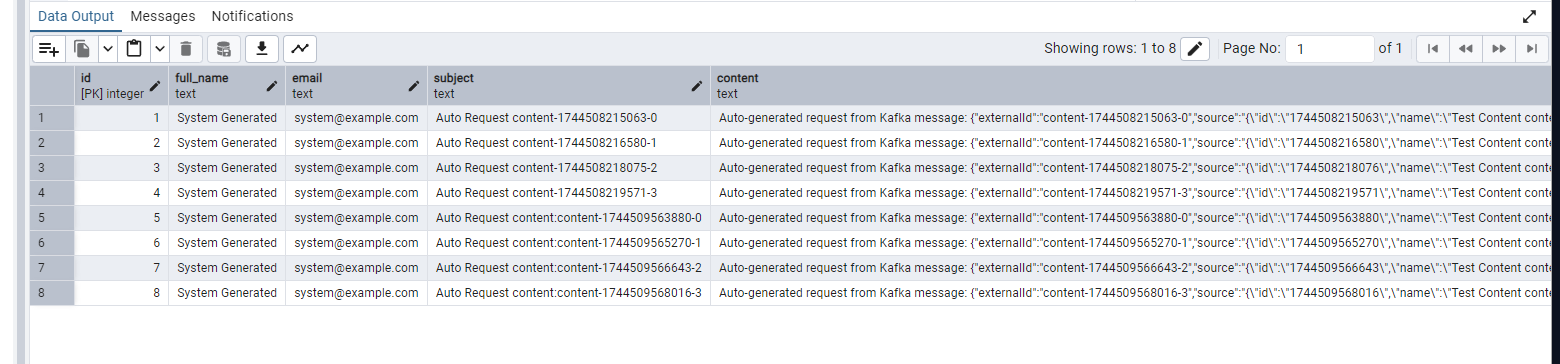 Data Output Messages Notifications
Showing rows: 1 to 8 Page No: 1 of 1
id full_name email subject content
[PK] integer text text text text
1 1 System Generated system@example.com Auto Request content-1744508215063-0 Auto-generated request from Kafka message: {"externalId":"content-1744508215063-0","source":"{\"id\":\"1744508215063\",\"name\":\"Test Content conte
2 2 System Generated system@example.com Auto Request content-1744508216580-1 Auto-generated request from Kafka message: {"externalId":"content-1744508216580-1","source":"{\"id\":\"1744508216580\",\"name\":\"Test Content conte
3 3 System Generated system@example.com Auto Request content-1744508218075-2 Auto-generated request from Kafka message: {"externalId":"content-1744508218075-2","source":"{\"id\":\"1744508218076\",\"name\":\"Test Content conte
4 4 System Generated system@example.com Auto Request content-1744508219571-3 Auto-generated request from Kafka message: {"externalId":"content-1744508219571-3","source":"{\"id\":\"1744508219571\",\"name\":\"Test Content conte
5 5 System Generated system@example.com Auto Request content:content-1744509563880-0 Auto-generated request from Kafka message: {"externalId":"content-1744509563880-0","source":"{\"id\":\"1744509563880\",\"name\":\"Test Content conte
6 6 System Generated system@example.com Auto Request content:content-1744509565270-1 Auto-generated request from Kafka message: {"externalId":"content-1744509565270-1","source":"{\"id\":\"1744509565270\",\"name\":\"Test Content conte
7 7 System Generated system@example.com Auto Request content:content-1744509566643-2 Auto-generated request from Kafka message: {"externalId":"content-1744509566643-2","source":"{\"id\":\"1744509566643\",\"name\":\"Test Content conte
8 8 System Generated system@example.com Auto Request content:content-1744509568016-3 Auto-generated request from Kafka message: {"externalId":"content-1744509568016-3","source":"{\"id\":\"1744509568016\",\"name\":\"Test Content conte